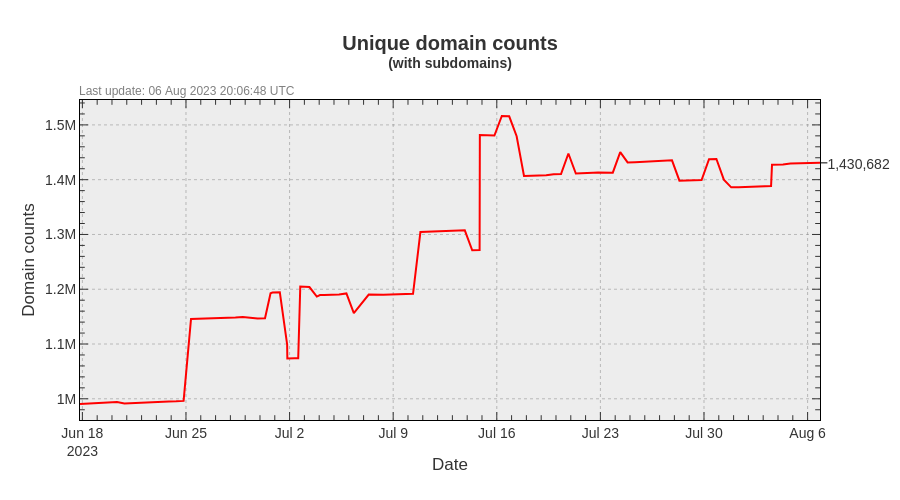 Unique domain counts
(with subdomains)
Last update: 06 Aug 2023 20:06:48 UTC
1.5M
1.4M
1.3M
1.2M
1.1M
1M
Domain counts
1,430,682
Jun 18
2023
Jun 25
Jul 2
Jul 9
Jul 16
Jul 23
Jul 30
Aug 6
Date